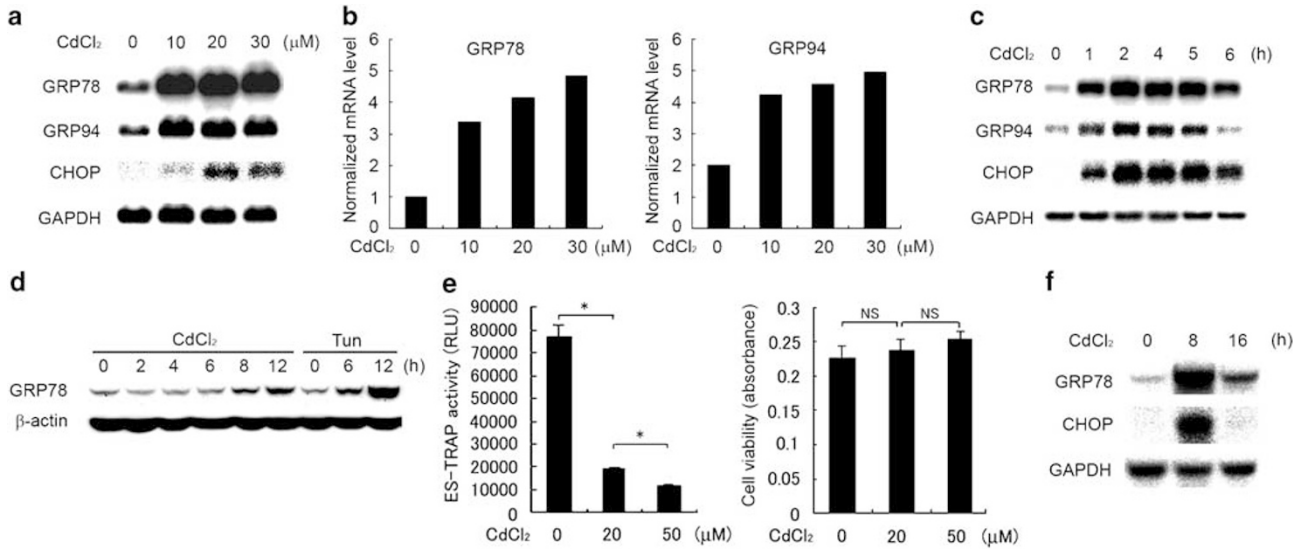 a
CdCl₂ 0 10 20 30 (μM)
GRP78
GRP94
CHOP
GAPDH
b
GRP78
Normalized mRNA level
6
5
4
3
2
1
0
CdCl₂ 0 10 20 30 (μM)
GRP94
Normalized mRNA level
6
5
4
3
2
1
0
CdCl₂ 0 10 20 30 (μM)
c
CdCl₂ 0 1 2 4 5 6 (h)
GRP78
GRP94
CHOP
GAPDH
d
CdCl₂ Tun
0 2 4 6 8 12 0 6 12 (h)
GRP78
β-actin
e
ES-TRAP activity (RLU)
90000
80000
70000
60000
50000
40000
30000
20000
10000
0
*
*
CdCl₂ 0 20 50 (μM)
Cell viability (absorbance)
0.3
0.25
0.2
0.15
0.1
0.05
0
NS NS
CdCl₂ 0 20 50 (μM)
f
CdCl₂ 0 8 16 (h)
GRP78
CHOP
GAPDH